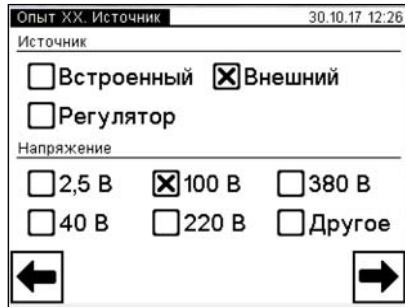 Опыт XX. Источник 30.10.17 12:26
Источник
Встроенный Внешний
Регулятор
Напряжение
2,5 В 100 В 380 В
40 В 220 В Другое